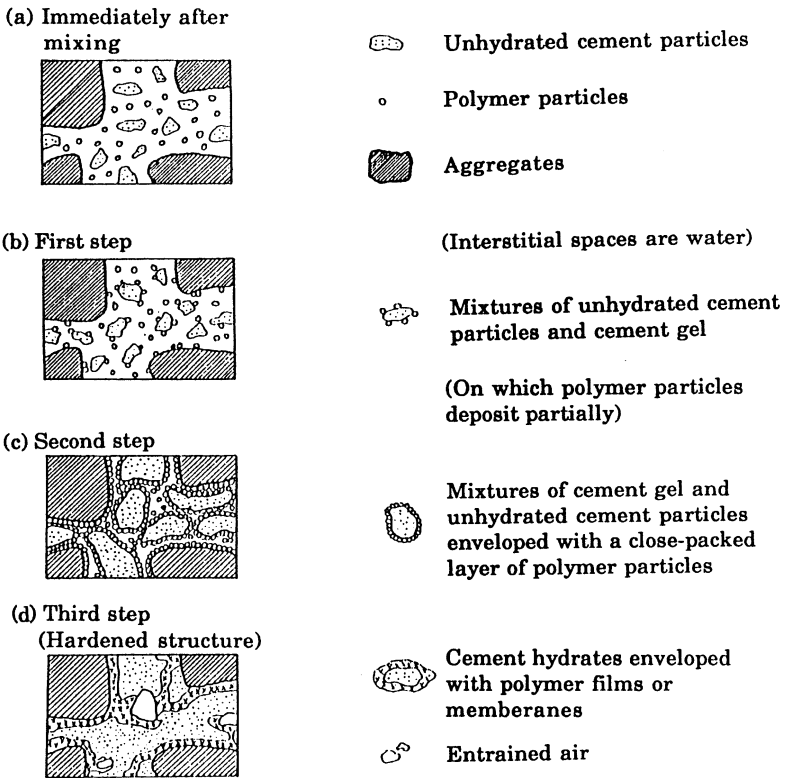 (a) Immediately after
mixing
Unhydrated cement particles
Polymer particles
Aggregates
(b) First step
(Interstitial spaces are water)
Mixtures of unhydrated cement
particles and cement gel
(On which polymer particles
deposit partially)
(c) Second step
Mixtures of cement gel and
unhydrated cement particles
enveloped with a close-packed
layer of polymer particles
(d) Third step
(Hardened structure)
Cement hydrates enveloped
with polymer films or
memberanes
Entrained air